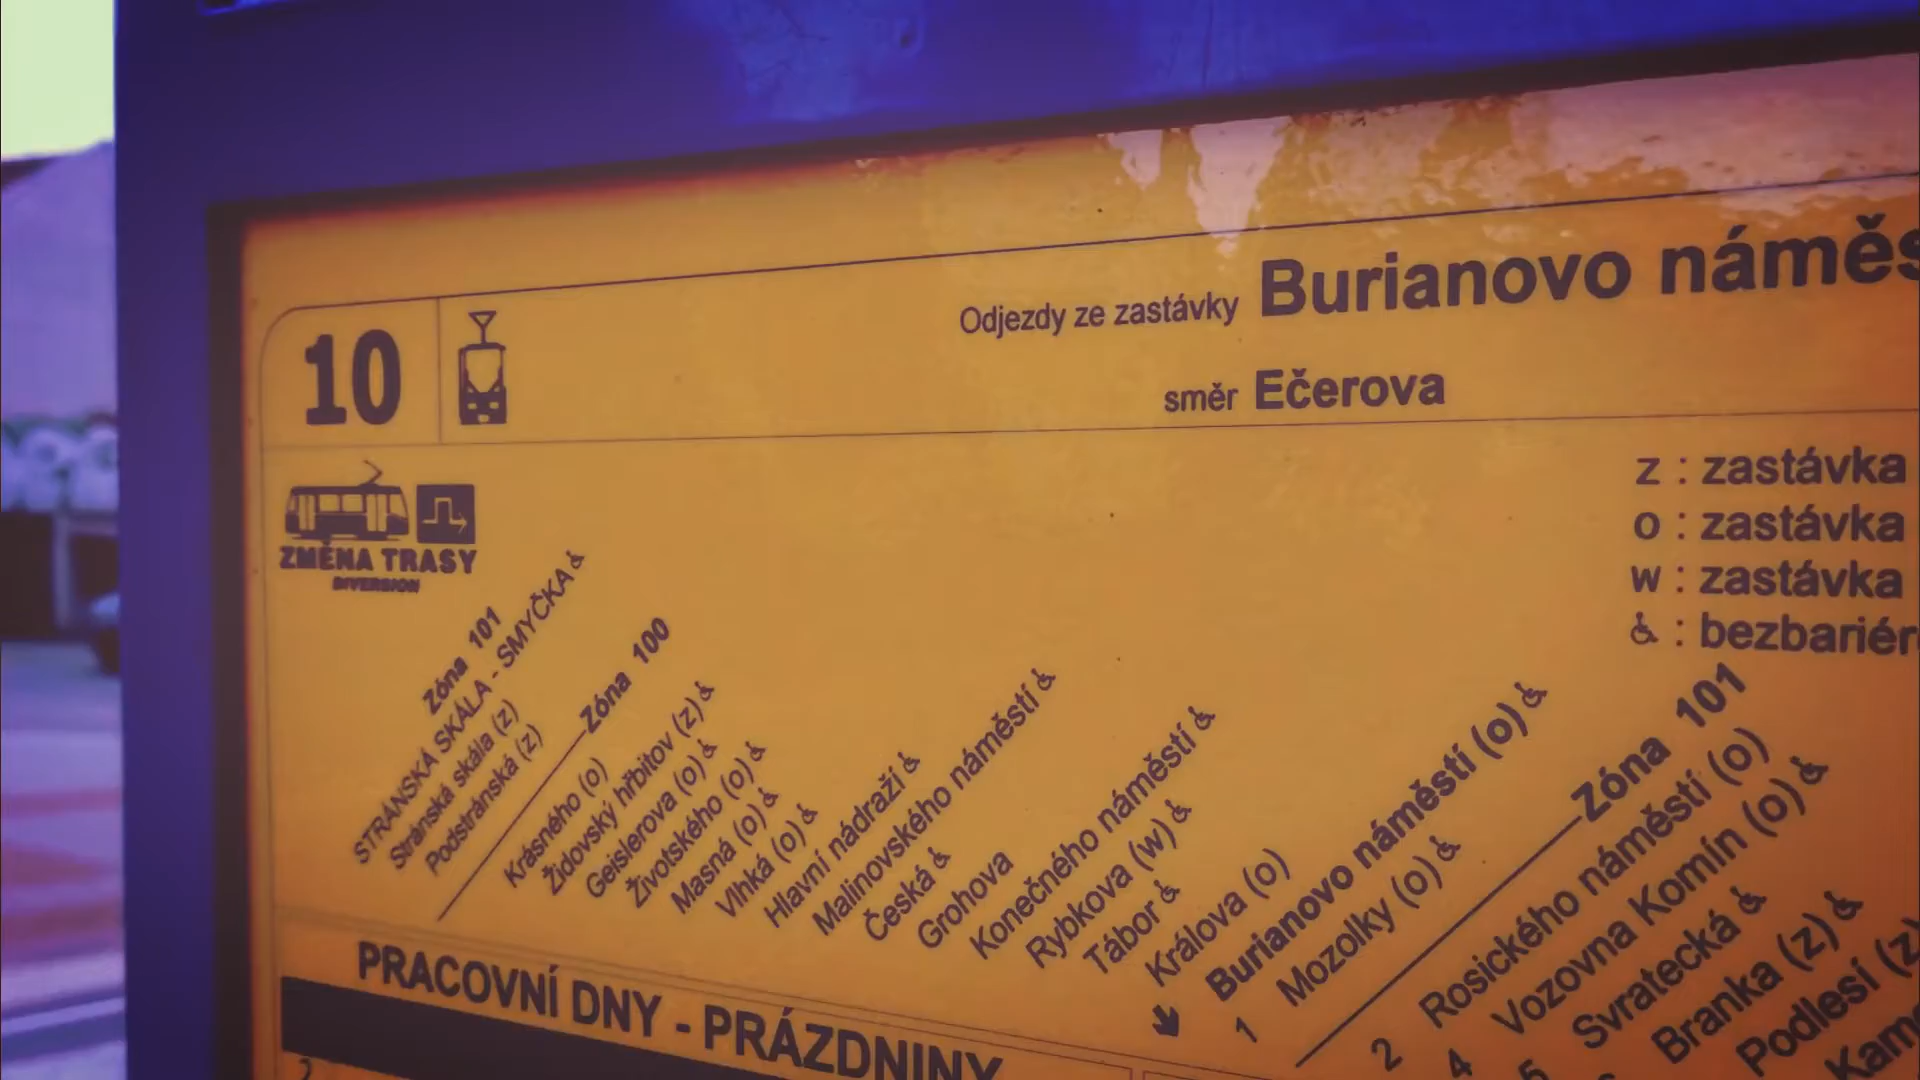 10
Odjezdy ze zastávky Burianovo
směr Ečerova
ZMĚNA TRASY
DIVERSION
z : zastávka
o : zastávka
w : zastávka
♿ :
Zóna 101
STRÁNSKÁ SKÁLA - SMYČKA ♿
Stránská skála (z)
Podstránská (z)
Zóna 100
Krásného (o)
Židovský hřbitov (z) ♿
Geislerova (o) ♿
Životského (o) ♿
Masná (o) ♿
Vlhká (o) ♿
Hlavní nádraží ♿
Malinovského náměstí ♿
Česká ♿
Grohova
Konečného náměstí ♿
Rybkova (w) ♿
Tábor ♿
Králova (o)
Burianovo náměstí (o) ♿
1 Mozolky (o) ♿
Zóna 101
2 Rosického náměstí (o)
4 Vozovna Komín (o) ♿
5 Svratecká ♿
Branka (z) ♿
Podlesí (z)
PRACOVNÍ DNY - PRÁZDNINY